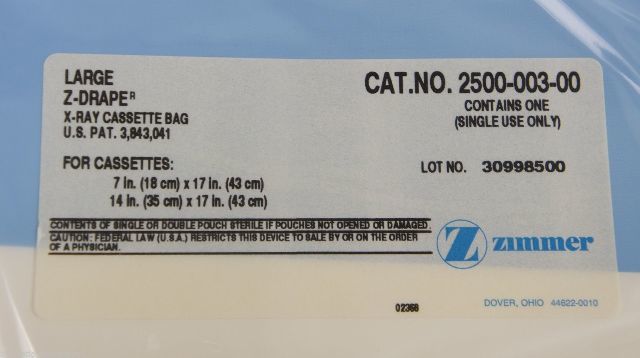 LARGE
Z-DRAPE R
X-RAY CASSETTE BAG
U.S. PAT. 3,843,041
FOR CASSETTES:
7 in. (18 cm) x 17 in. (43 cm)
14 in. (35 cm) x 17 in. (43 cm)
CAT.NO. 2500-003-00
CONTAINS ONE
(SINGLE USE ONLY)
LOT NO. 30998500
CONTENTS OF SINGLE OR DOUBLE POUCH STERILE IF POUCHES NOT OPENED OR DAMAGED.
CAUTION: FEDERAL LAW (U.S.A.) RESTRICTS THIS DEVICE TO SALE BY OR ON THE ORDER
OF A PHYSICIAN.
Z zimmer
02366
DOVER, OHIO 44622-0010